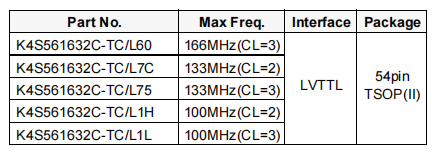 Part No. Max Freq. Interface Package
K4S561632C-TC/L60 166MHz(CL=3)
K4S561632C-TC/L7C 133MHz(CL=2)
K4S561632C-TC/L75 133MHz(CL=3) LVTTL 54pin
TSOP(II)
K4S561632C-TC/L1H 100MHz(CL=2)
K4S561632C-TC/L1L 100MHz(CL=3)